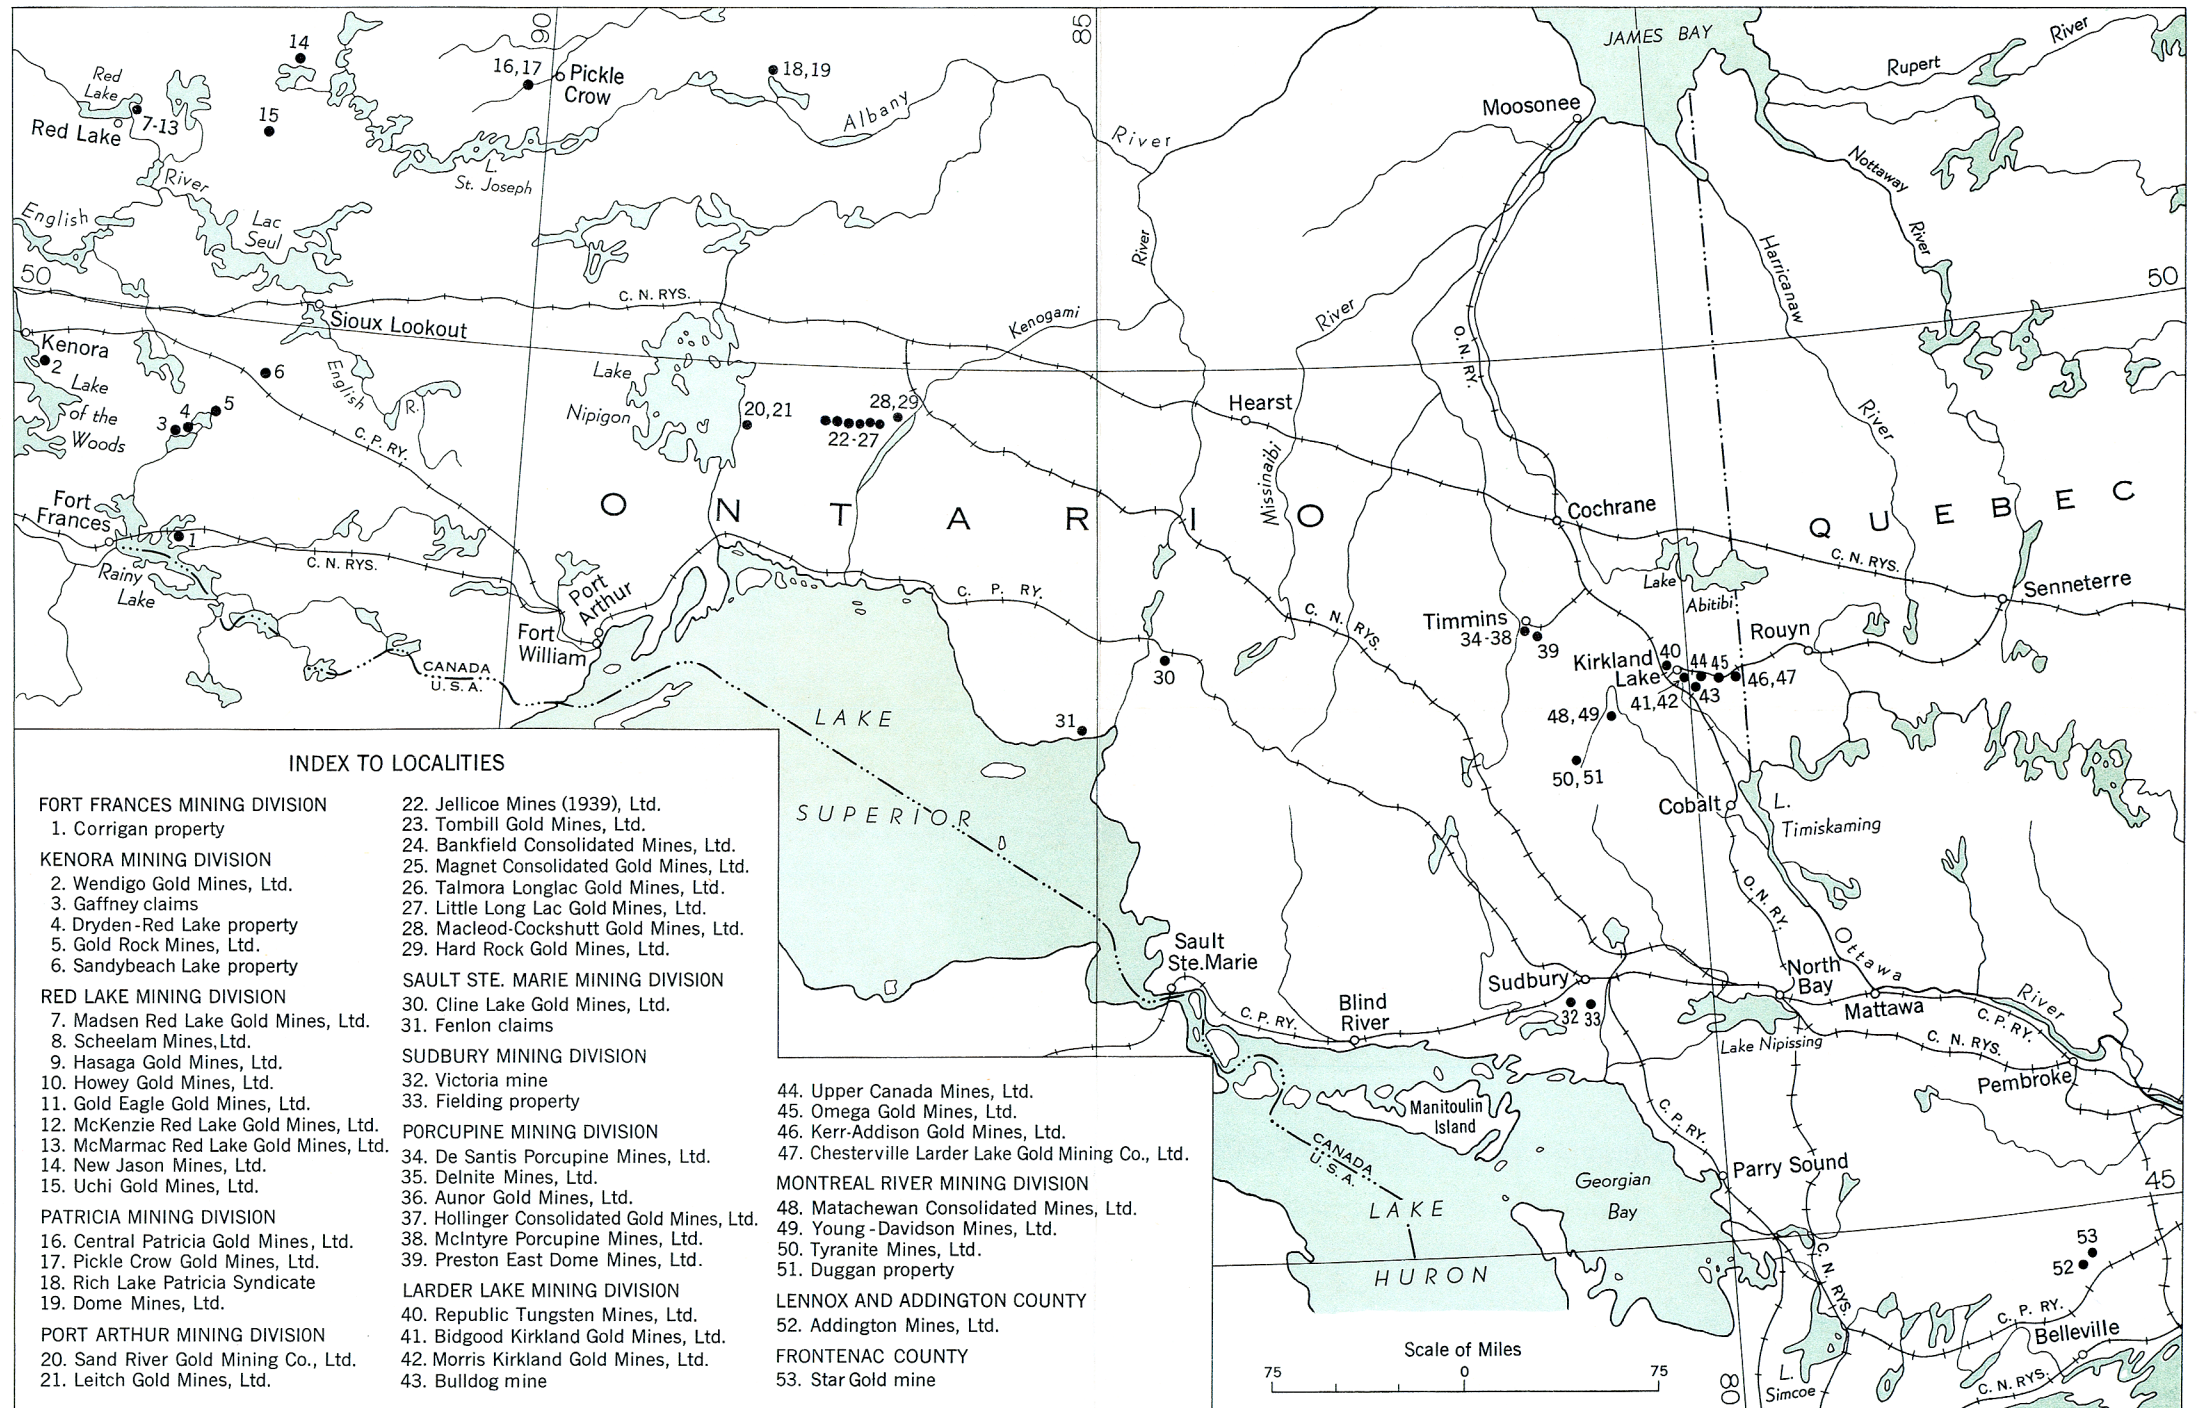 90
85
JAMES BAY
Rupert
River
14
16,17
Pickle
Crow
18,19
Red
Lake
7-13
Red Lake
15
Albany
River
Moosonee
Nottaway
River
River
L.
St. Joseph
English
Lac
Seul
River
Harricanaw
River
50
50
C. N. RYS.
Sioux Lookout
Kenogami
River
O. N. RY.
Kenora
2
Lake
of the
Woods
6
English
R.
Lake
Nipigon
3
4
5
20,21
28,29
22-27
Hearst
C. P. RY.
Missinaibi
Fort
Frances
1
ONTARIO
Cochrane
QUEBEC
C. N. RYS.
C. N. RYS.
Rainy
Lake
Port
Arthur
C. P. RY.
C. N. RYS.
Lake
Abitibi
Senneterre
Fort
William
CANADA
U. S. A.
Timmins
34-38
39
Rouyn
Kirkland
Lake
40
44
45
46,47
41,42
43
30
48,49
31
50,51
LAKE
SUPERIOR
Cobalt
L.
Timiskaming
O. N. RY.
Ottawa
River
Sault
Ste.Marie
Sudbury
32
33
North
Bay
Mattawa
C. P. RY.
Blind
River
C. P. RY.
C. N. RYS.
Lake Nipissing
Pembroke
Manitoulin
Island
C. P. RY.
CANADA
U. S. A.
Parry Sound
45
Georgian
Bay
LAKE
HURON
53
52
C. N. RYS.
C. P. RY.
Belleville
C. N. RYS.
L.
Simcoe
80
Scale of Miles
75 0 75
INDEX TO LOCALITIES
FORT FRANCES MINING DIVISION
1. Corrigan property
KENORA MINING DIVISION
2. Wendigo Gold Mines, Ltd.
3. Gaffney claims
4. Dryden-Red Lake property
5. Gold Rock Mines, Ltd.
6. Sandybeach Lake property
RED LAKE MINING DIVISION
7. Madsen Red Lake Gold Mines, Ltd.
8. Scheelam Mines, Ltd.
9. Hasaga Gold Mines, Ltd.
10. Howey Gold Mines, Ltd.
11. Gold Eagle Gold Mines, Ltd.
12. McKenzie Red Lake Gold Mines, Ltd.
13. McMarmac Red Lake Gold Mines, Ltd.
14. New Jason Mines, Ltd.
15. Uchi Gold Mines, Ltd.
PATRICIA MINING DIVISION
16. Central Patricia Gold Mines, Ltd.
17. Pickle Crow Gold Mines, Ltd.
18. Rich Lake Patricia Syndicate
19. Dome Mines, Ltd.
PORT ARTHUR MINING DIVISION
20. Sand River Gold Mining Co., Ltd.
21. Leitch Gold Mines, Ltd.
22. Jellicoe Mines (1939), Ltd.
23. Tombill Gold Mines, Ltd.
24. Bankfield Consolidated Mines, Ltd.
25. Magnet Consolidated Gold Mines, Ltd.
26. Talmora Longlac Gold Mines, Ltd.
27. Little Long Lac Gold Mines, Ltd.
28. Macleod-Cockshutt Gold Mines, Ltd.
29. Hard Rock Gold Mines, Ltd.
SAULT STE. MARIE MINING DIVISION
30. Cline Lake Gold Mines, Ltd.
31. Fenlon claims
SUDBURY MINING DIVISION
32. Victoria mine
33. Fielding property
PORCUPINE MINING DIVISION
34. De Santis Porcupine Mines, Ltd.
35. Delnite Mines, Ltd.
36. Aunor Gold Mines, Ltd.
37. Hollinger Consolidated Gold Mines, Ltd.
38. McIntyre Porcupine Mines, Ltd.
39. Preston East Dome Mines, Ltd.
LARDER LAKE MINING DIVISION
40. Republic Tungsten Mines, Ltd.
41. Bidgood Kirkland Gold Mines, Ltd.
42. Morris Kirkland Gold Mines, Ltd.
43. Bulldog mine
44. Upper Canada Mines, Ltd.
45. Omega Gold Mines, Ltd.
46. Kerr-Addison Gold Mines, Ltd.
47. Chesterville Larder Lake Gold Mining Co., Ltd.
MONTREAL RIVER MINING DIVISION
48. Matachewan Consolidated Mines, Ltd.
49. Young-Davidson Mines, Ltd.
50. Tyranite Mines, Ltd.
51. Duggan property
LENNOX AND ADDINGTON COUNTY
52. Addington Mines, Ltd.
FRONTENAC COUNTY
53. Star Gold mine